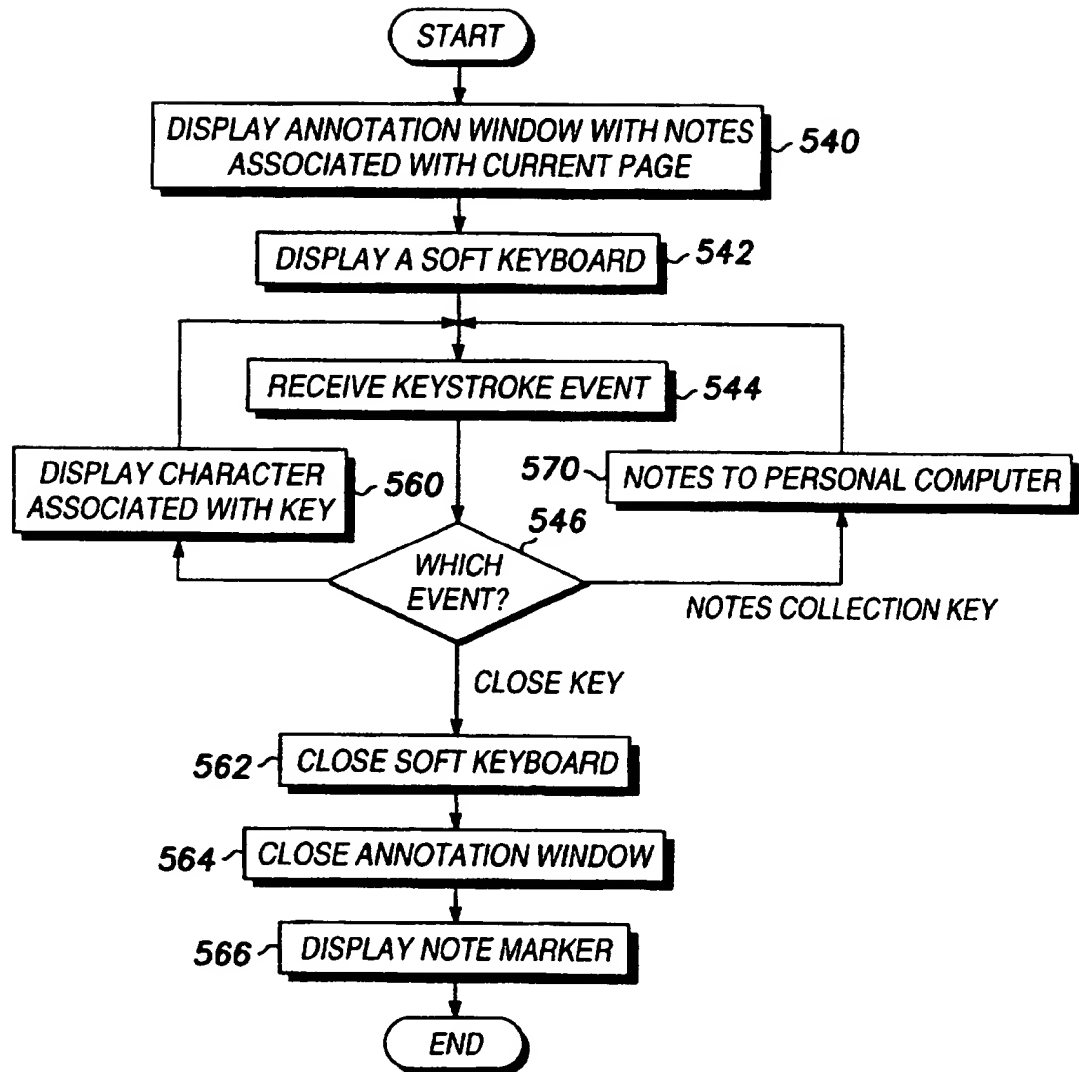 START
DISPLAY ANNOTATION WINDOW WITH NOTES
ASSOCIATED WITH CURRENT PAGE
540
DISPLAY A SOFT KEYBOARD
542
RECEIVE KEYSTROKE EVENT
544
DISPLAY CHARACTER
ASSOCIATED WITH KEY
560
570
NOTES TO PERSONAL COMPUTER
546
WHICH
EVENT?
NOTES COLLECTION KEY
CLOSE KEY
562
CLOSE SOFT KEYBOARD
564
CLOSE ANNOTATION WINDOW
566
DISPLAY NOTE MARKER
END